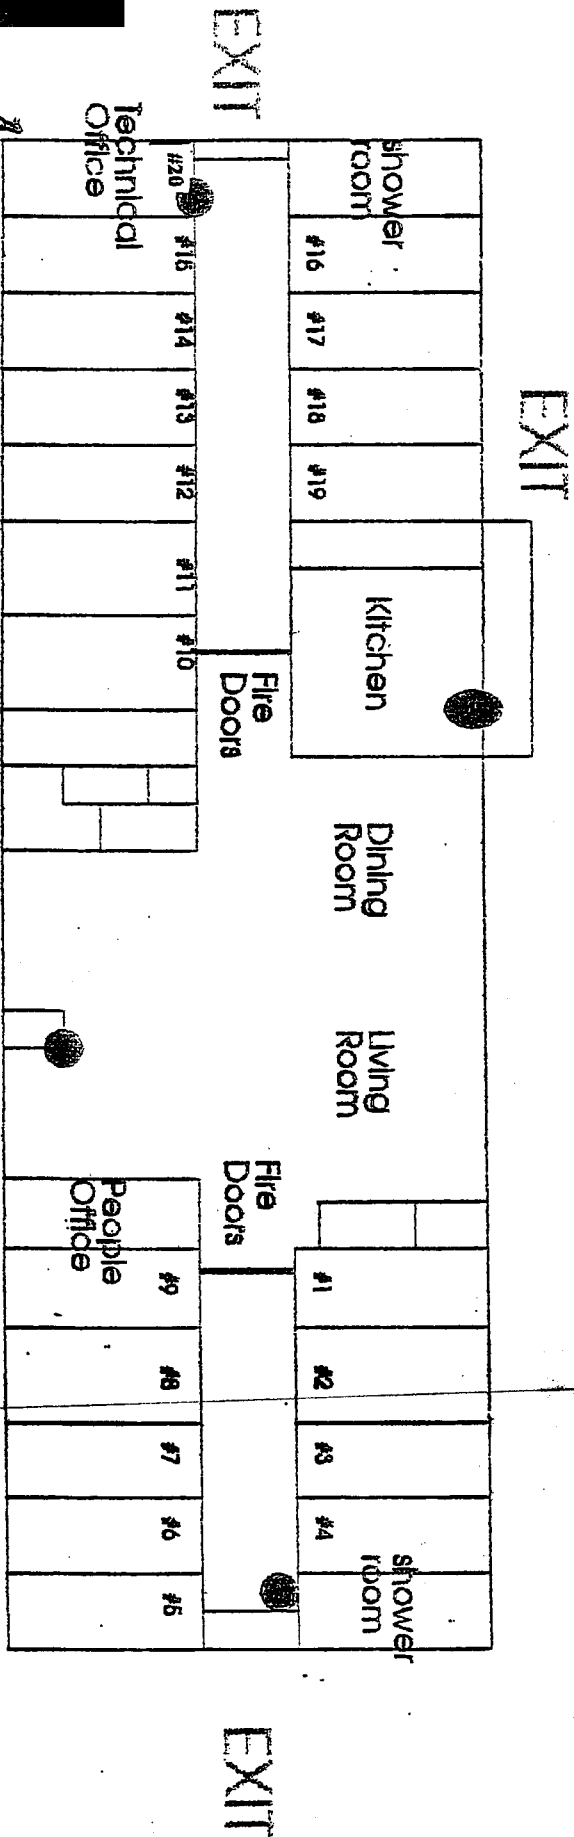 EXIT
shower
room
Kitchen
Dining
Room
Living
Room
shower
room
#16
#17
#18
#19
#1
#2
#3
#4
EXIT
Fire
Doors
Fire
Doors
EXIT
#20
#15
#14
#13
#12
#11
#10
#9
#8
#7
#6
#5
Technical
Office
People
Office